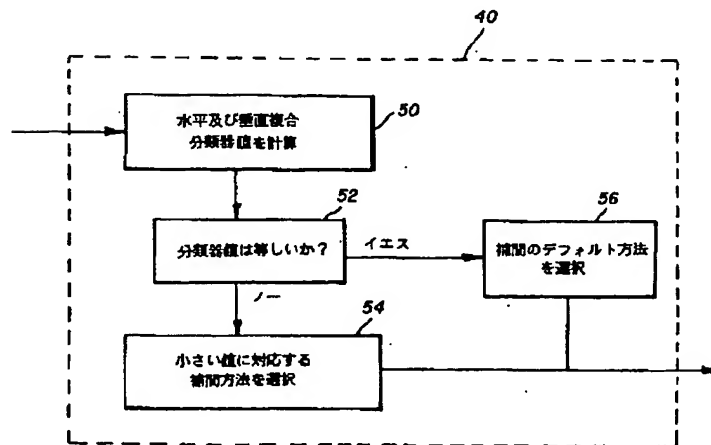 40
水平及び垂直複合
分類器値を計算
50
52
分類器値は等しいか?
イエス
56
補間のデフォルト方法
を選択
ノー
54
小さい値に対応する
補間方法を選択